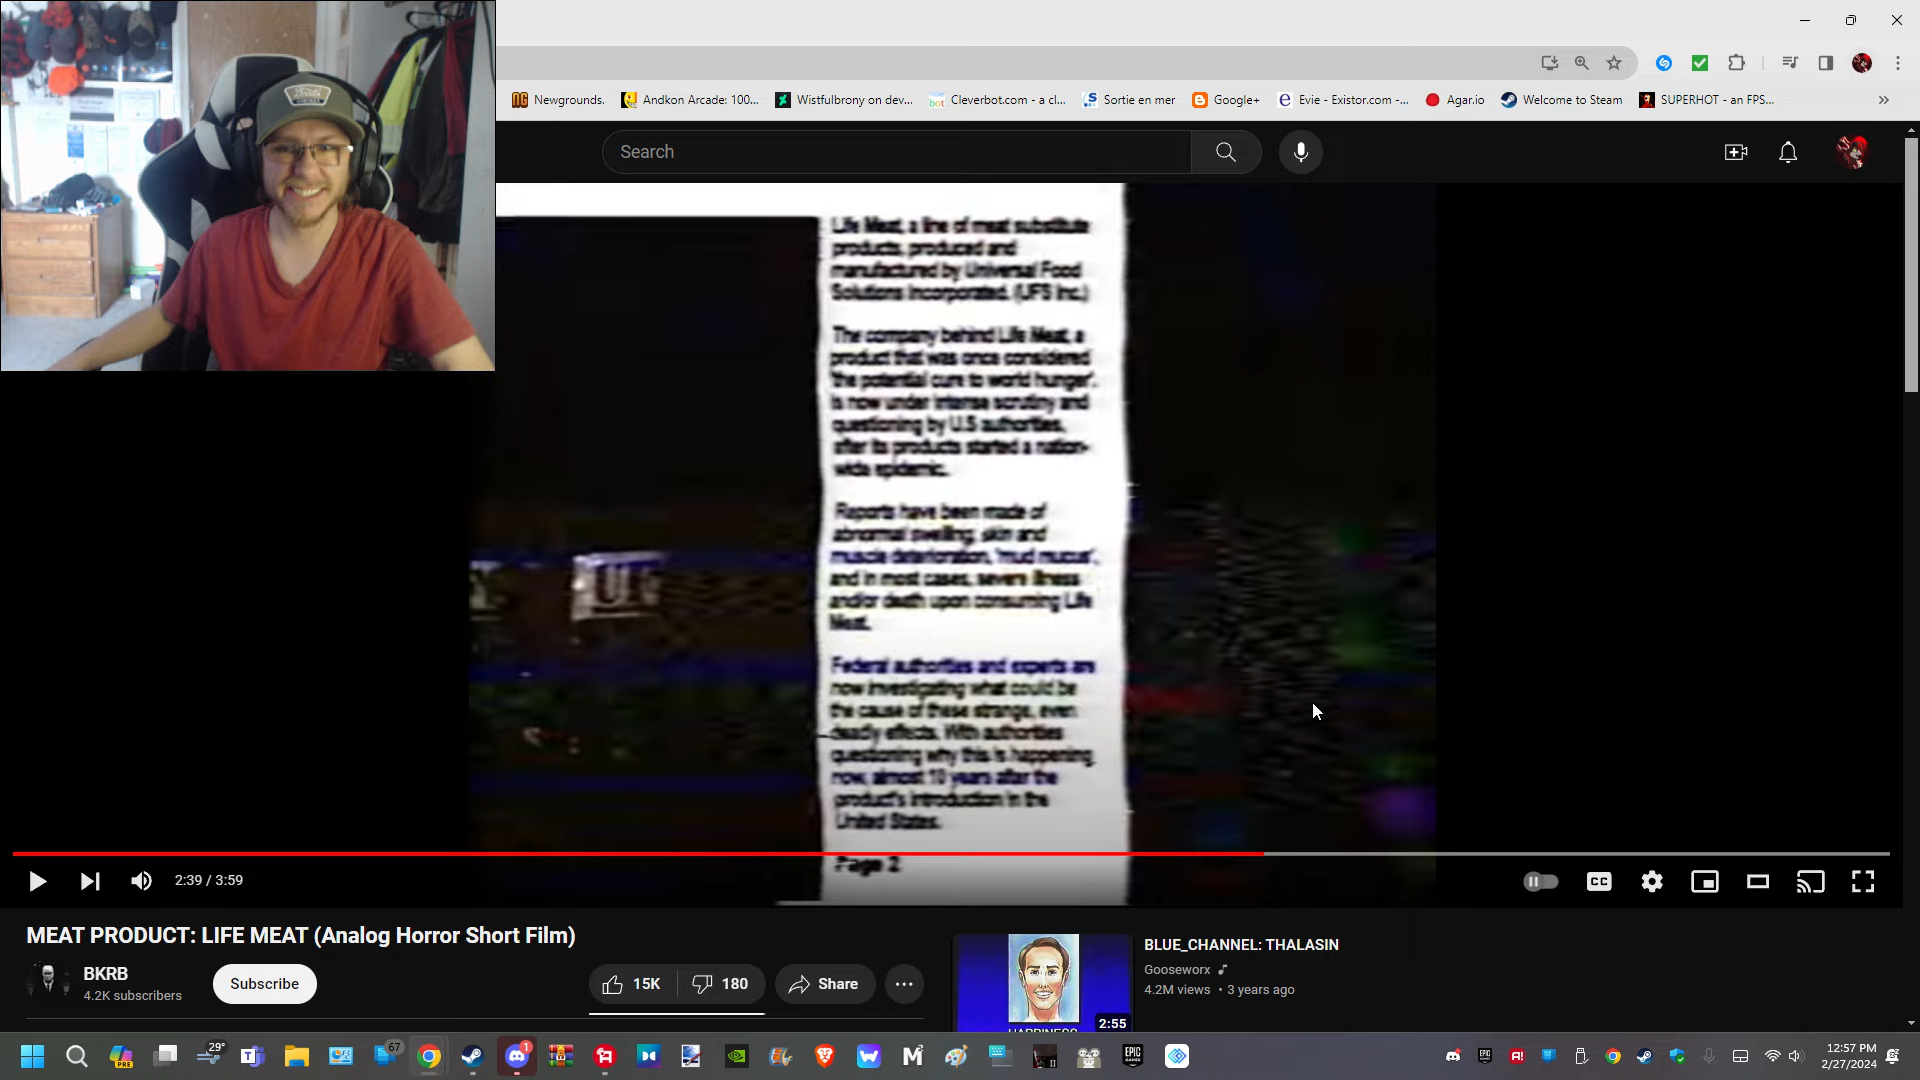 Newgrounds.
Andkon Arcade: 100...
Wistfulbrony on dev...
Cleverbot.com - a cl...
Sortie en mer
Google+
Evie - Existor.com -...
Agar.io
Welcome to Steam
SUPERHOT - an FPS...
Search
Life Meat, a line of meat substitute
products, produced and
manufactured by Universal Food
Solutions Incorporated. (UFS Inc.)
The company behind Life Meat, a
product that was once considered
'the potential cure to world hunger'.
Is now under intense scrutiny and
questioning by U.S authorities,
after its products started a nation-
wide epidemic.
Reports have been made of
abnormal swelling, skin and
muscle deterioration, 'mud mucus',
and in most cases, severe illness
and/or death upon consuming Life
Meat.
Federal authorities and experts are
now investigating what could be
the cause of these strange, even
deadly effects. With authorities
questioning why this is happening
now, almost 10 years after the
product's introduction in the
United States.
Page 2
2:39 / 3:59
CC
MEAT PRODUCT: LIFE MEAT (Analog Horror Short Film)
BKRB
4.2K subscribers
Subscribe
15K
180
Share
BLUE_CHANNEL: THALASIN
Gooseworx
4.2M views • 3 years ago
HAPPINESS
2:55
29°
PRE
67
1
EPIC
12:57 PM
2/27/2024